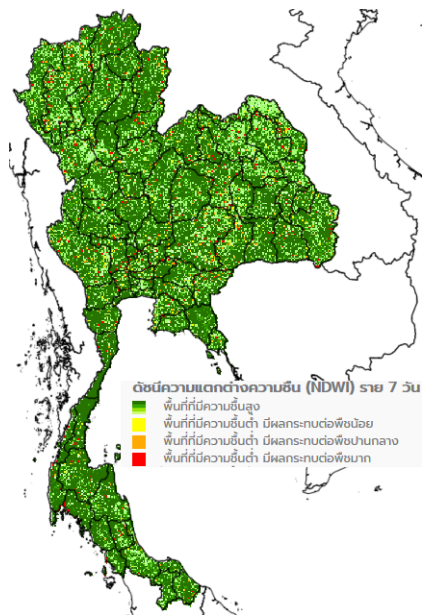 ดัชนีความแตกต่างความชื้น (NDWI) ราย 7 วัน
พื้นที่ที่มีความชื้นสูง
พื้นที่ที่มีความชื้นต่ำ มีผลกระทบต่อพืชน้อย
พื้นที่ที่มีความชื้นต่ำ มีผลกระทบต่อพืชปานกลาง
พื้นที่ที่มีความชื้นต่ำ มีผลกระทบต่อพืชมาก